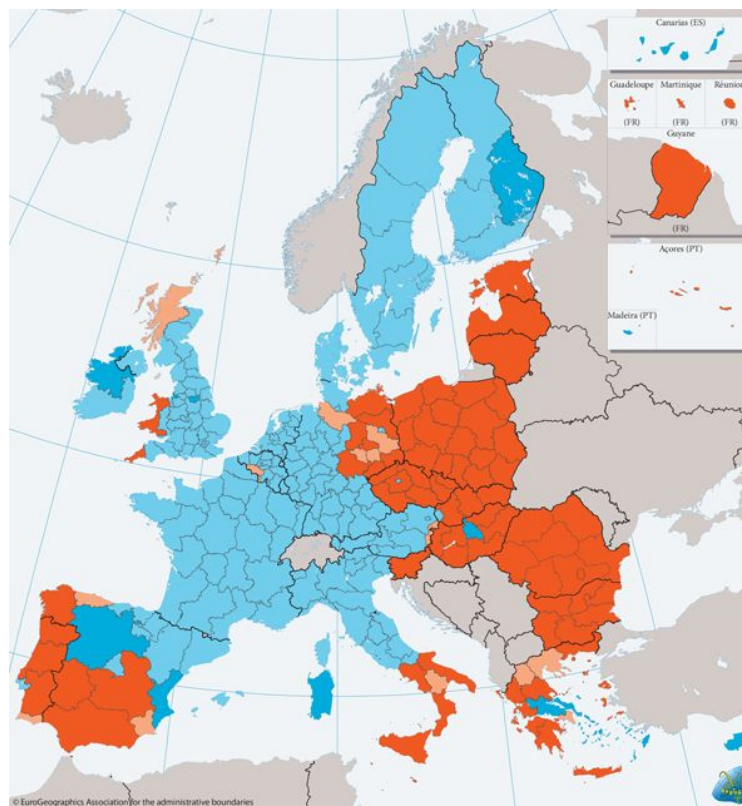 Canarias (ES)
Guadeloupe Martinique Réunion
(FR) (FR) (FR)
Guyane
(FR)
Açores (PT)
Madeira (PT)
© EuroGeographics Association for the administrative boundaries